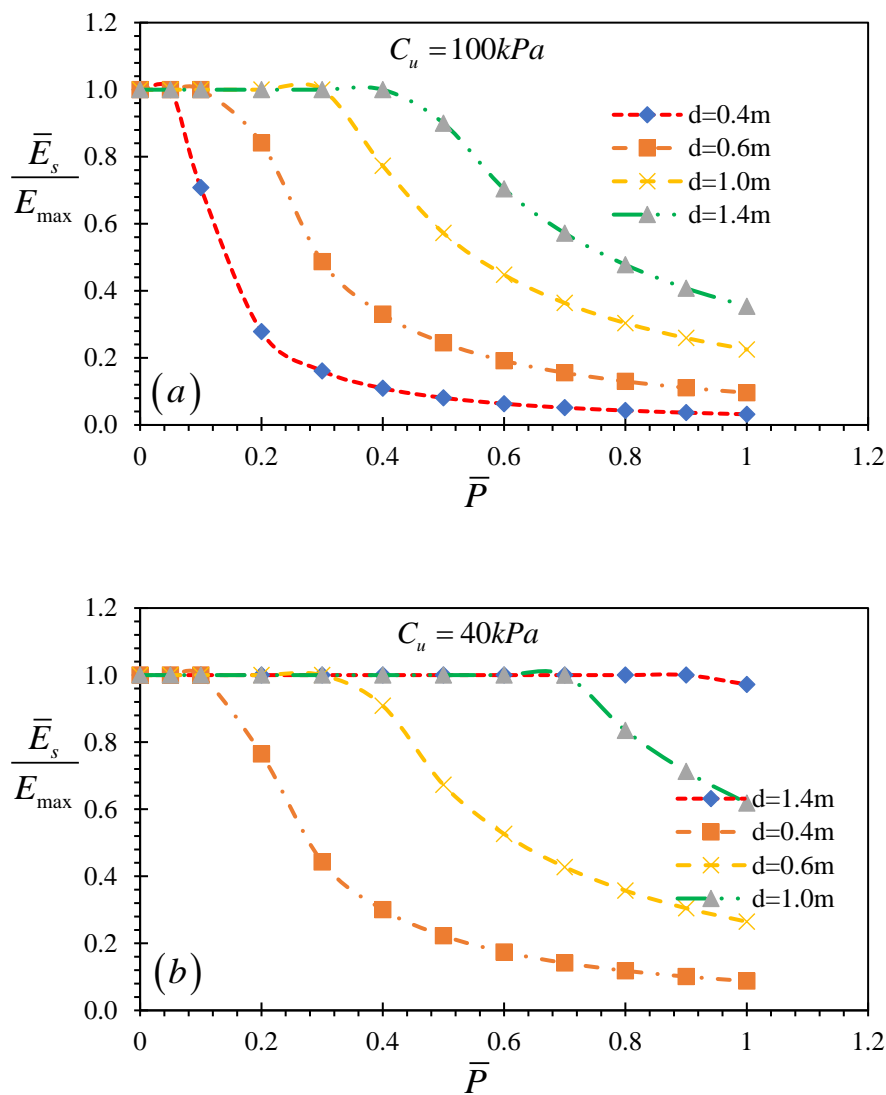 C_u = 100kPa
1.2
1.0
0.8
0.6
0.4
0.2
0.0
E̅_s
E_max
d=0.4m
d=0.6m
d=1.0m
d=1.4m
(a)
0 0.2 0.4 0.6 0.8 1 1.2
P̅
C_u = 40kPa
1.2
1.0
0.8
0.6
0.4
0.2
0.0
E̅_s
E_max
d=1.4m
d=0.4m
d=0.6m
d=1.0m
(b)
0 0.2 0.4 0.6 0.8 1 1.2
P̅